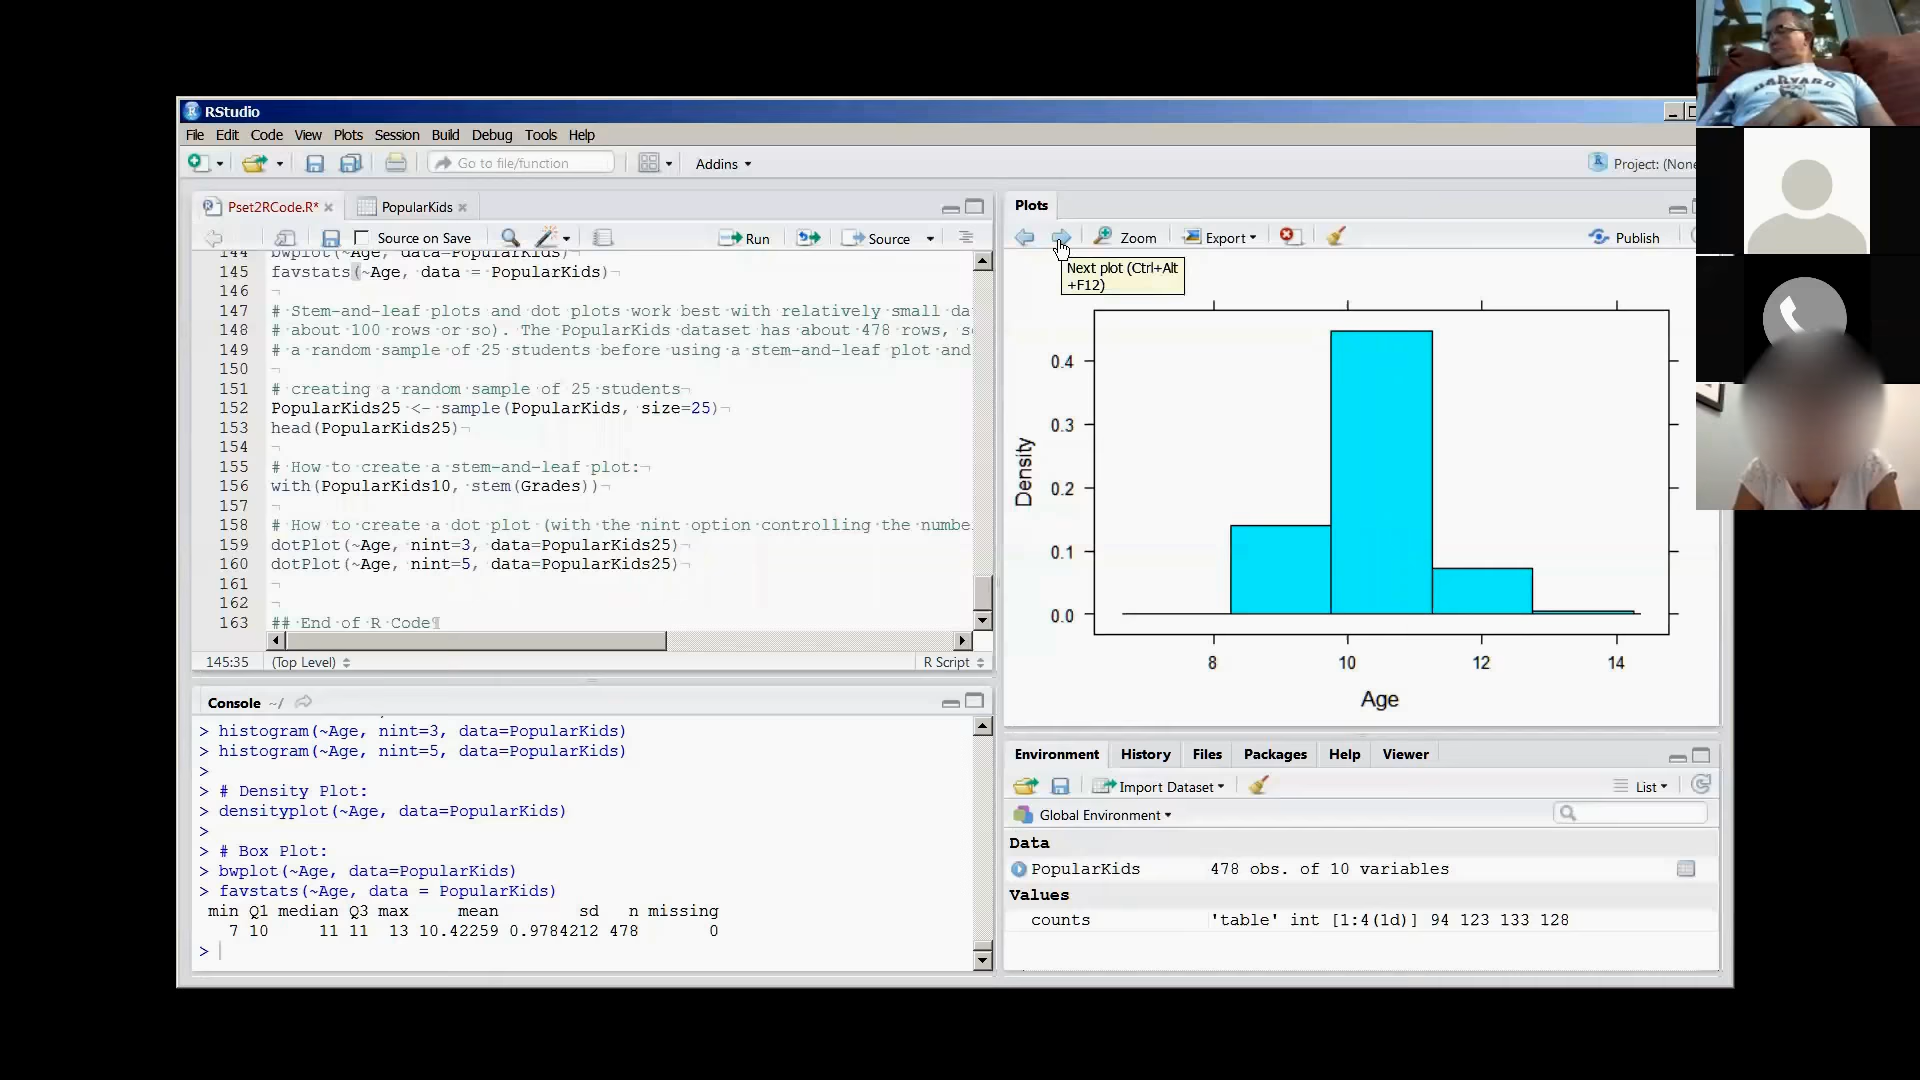 RStudio
File Edit Code View Plots Session Build Debug Tools Help
Go to file/function Addins Project: (None
Pset2RCode.R* PopularKids
Source on Save Run Source
144 bwplot(~Age, data=PopularKids)
145 favstats(~Age, data = PopularKids)
146
147 # Stem-and-leaf plots and dot plots work best with relatively small da
148 # about 100 rows or so). The PopularKids dataset has about 478 rows, s
149 # a random sample of 25 students before using a stem-and-leaf plot and
150
151 # creating a random sample of 25 students
152 PopularKids25 <- sample(PopularKids, size=25)
153 head(PopularKids25)
154
155 # How to create a stem-and-leaf plot:
156 with(PopularKids10, stem(Grades))
157
158 # How to create a dot plot (with the nint option controlling the numbe
159 dotPlot(~Age, nint=3, data=PopularKids25)
160 dotPlot(~Age, nint=5, data=PopularKids25)
161
162
163 ## End of R Code
145:35 (Top Level) R Script
Console ~/
> histogram(~Age, nint=3, data=PopularKids)
> histogram(~Age, nint=5, data=PopularKids)
>
> # Density Plot:
> densityplot(~Age, data=PopularKids)
>
> # Box Plot:
> bwplot(~Age, data=PopularKids)
> favstats(~Age, data = PopularKids)
min Q1 median Q3 max mean sd n missing
7 10 11 11 13 10.42259 0.9784212 478 0
>
Plots
Zoom Export Publish
Next plot (Ctrl+Alt
+F12)
0.4
0.3
0.2
0.1
0.0
Density
8 10 12 14
Age
Environment History Files Packages Help Viewer
Import Dataset List
Global Environment
Data
PopularKids 478 obs. of 10 variables
Values
counts 'table' int [1:4(1d)] 94 123 133 128
HARVARD